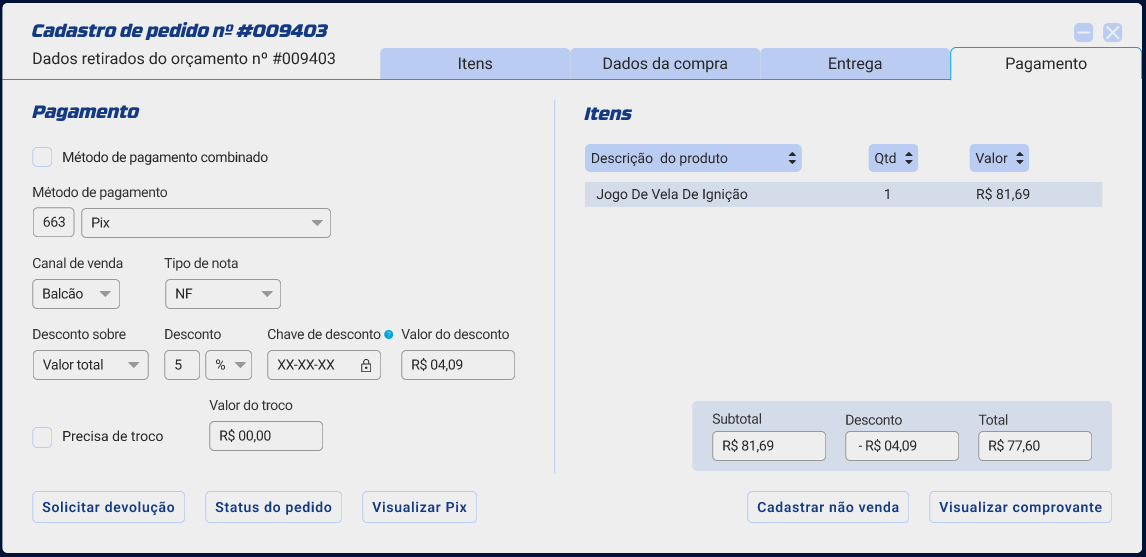 Cadastro de pedido nº #009403
Dados retirados do orçamento nº #009403
Itens
Dados da compra
Entrega
Pagamento
Pagamento
Método de pagamento combinado
Método de pagamento
663
Pix
Canal de venda
Tipo de nota
Balcão
NF
Desconto sobre
Desconto
Chave de desconto ?
Valor do desconto
Valor total
5
%
XX-XX-XX
R$ 04,09
Valor do troco
Precisa de troco
R$ 00,00
Itens
Descrição do produto
Qtd
Valor
Jogo De Vela De Ignição
1
R$ 81,69
Subtotal
Desconto
Total
R$ 81,69
- R$ 04,09
R$ 77,60
Solicitar devolução
Status do pedido
Visualizar Pix
Cadastrar não venda
Visualizar comprovante